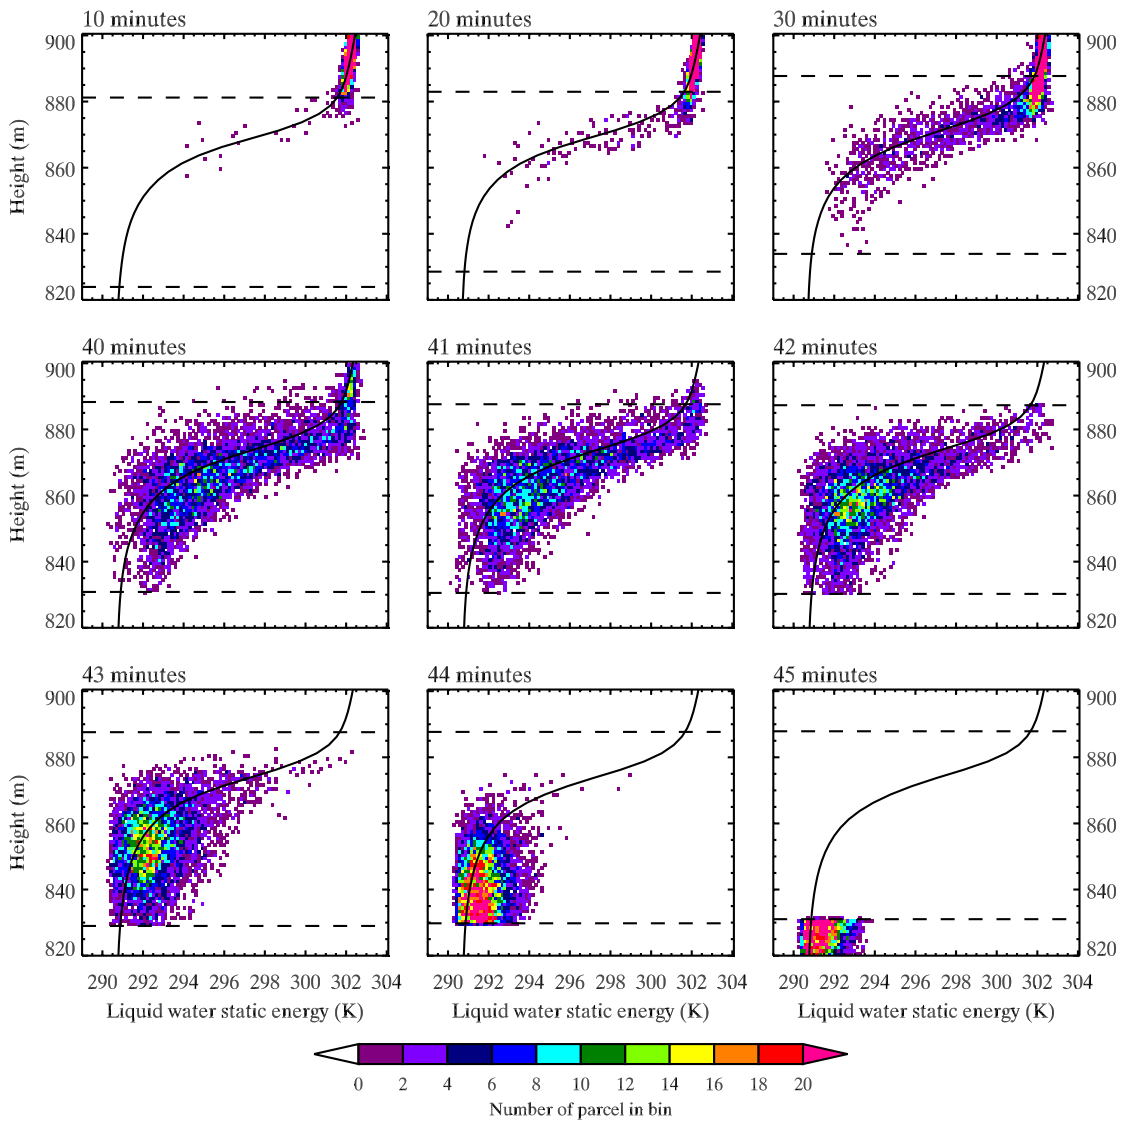 10 minutes
20 minutes
30 minutes
900
880
860
840
820
Height (m)
900
880
860
840
820
40 minutes
41 minutes
42 minutes
900
880
860
840
820
Height (m)
900
880
860
840
820
43 minutes
44 minutes
45 minutes
900
880
860
840
820
Height (m)
900
880
860
840
820
290 292 294 296 298 300 302 304
290 292 294 296 298 300 302 304
290 292 294 296 298 300 302 304
Liquid water static energy (K)
Liquid water static energy (K)
Liquid water static energy (K)
0 2 4 6 8 10 12 14 16 18 20
Number of parcel in bin